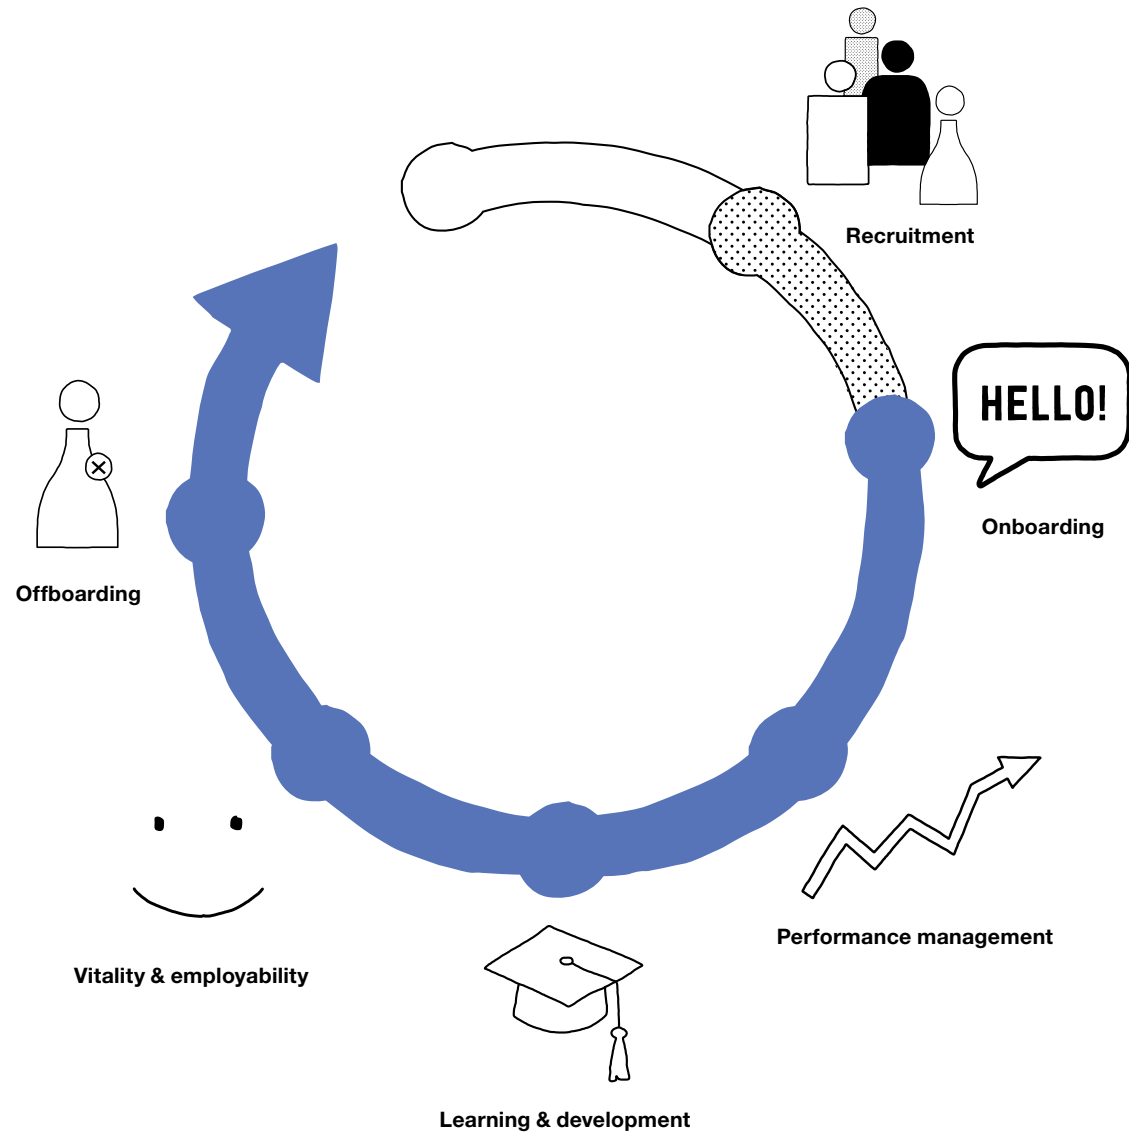 Recruitment
HELLO!
Onboarding
Performance management
Learning & development
Vitality & employability
Offboarding